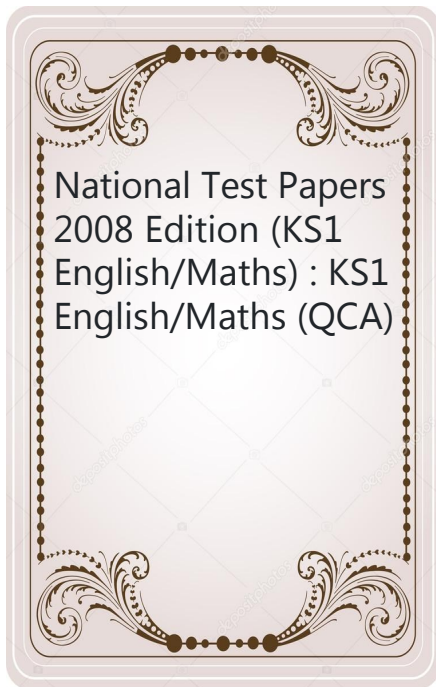 National Test Papers
2008 Edition (KS1
English/Maths) : KS1
English/Maths (QCA)